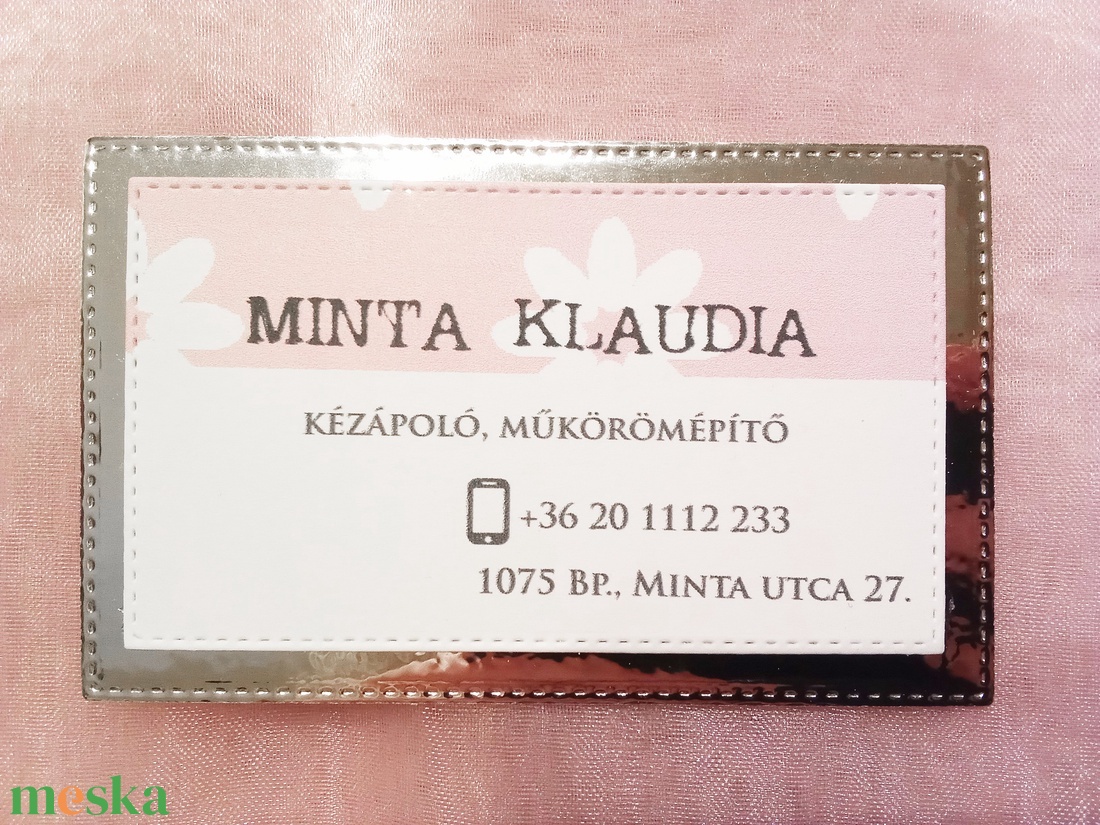 MINTA KLAUDIA
KÉZÁPOLÓ, MŰKÖRÖMÉPÍTŐ
+36 20 1112 233
1075 BP., MINTA UTCA 27.
meska